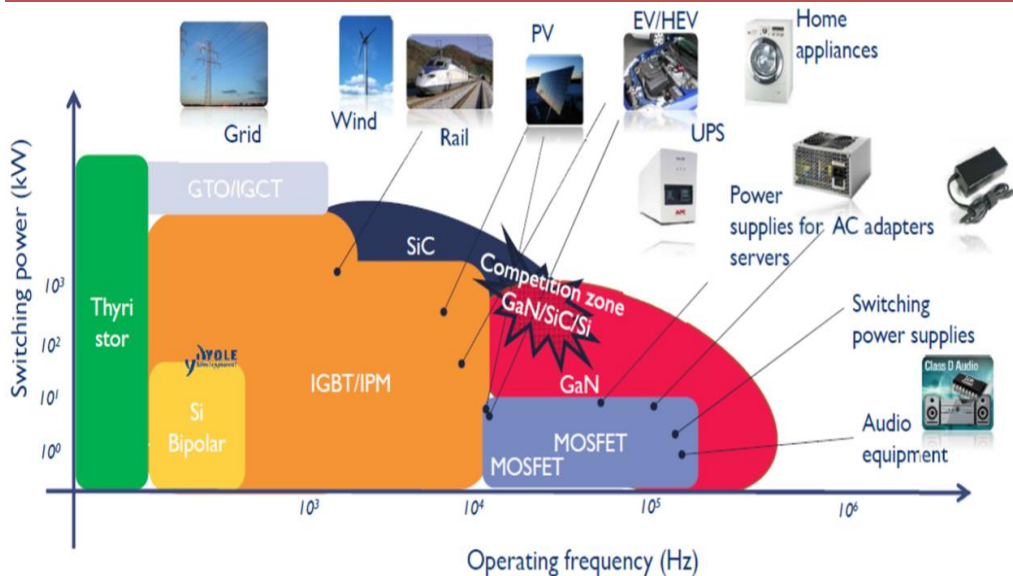 PV
EV/HEV
Home
appliances
Grid
Wind
Rail
UPS
Power
supplies for
servers
AC adapters
Switching
power supplies
Class D Audio
Audio
equipment
Switching power (kW)
10³
10²
10¹
10⁰
Thyri
stor
GTO/IGCT
SiC
Competition zone
GaN/SiC/Si
YOLE
Développement
Si
Bipolar
IGBT/IPM
GaN
MOSFET
MOSFET
10³
10⁴
10⁵
10⁶
Operating frequency (Hz)